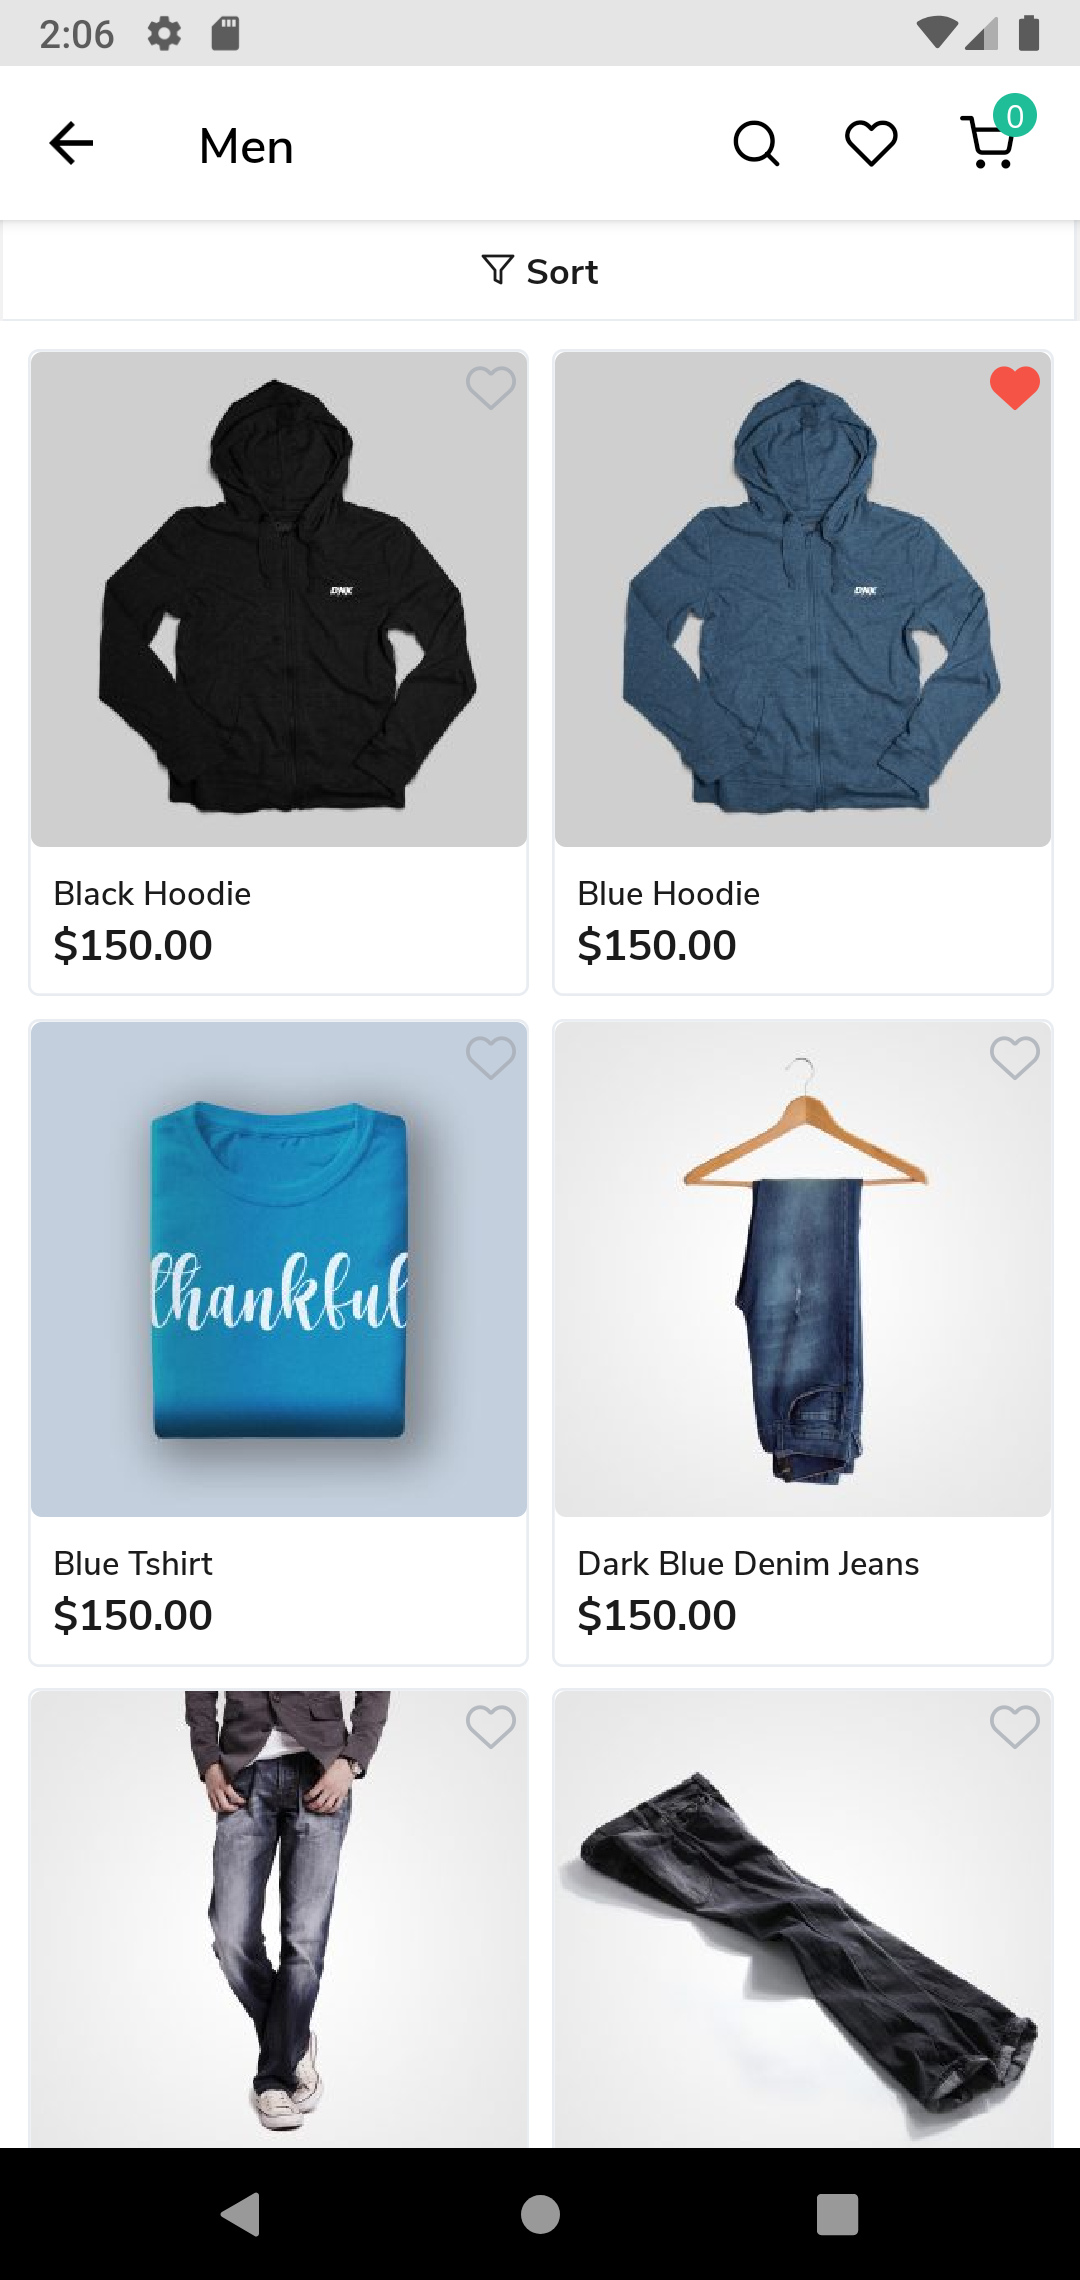 2:06
Men
0
Sort
DNK
DNK
Black Hoodie
$150.00
Blue Hoodie
$150.00
thankful
Blue Tshirt
$150.00
Dark Blue Denim Jeans
$150.00